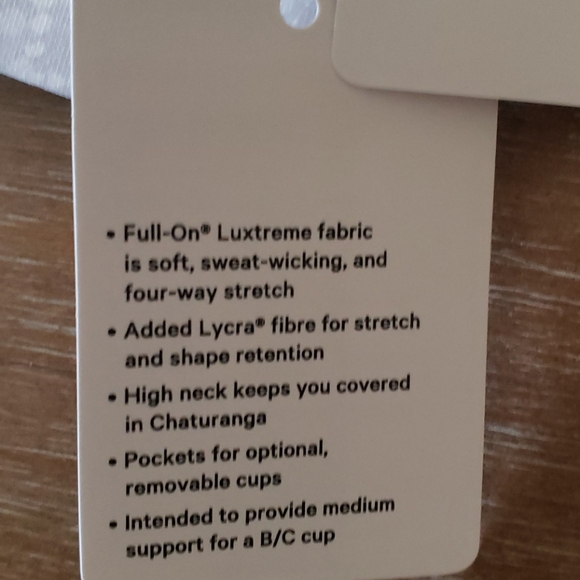 • Full-On® Luxtreme fabric
is soft, sweat-wicking, and
four-way stretch
• Added Lycra® fibre for stretch
and shape retention
• High neck keeps you covered
in Chaturanga
• Pockets for optional,
removable cups
• Intended to provide medium
support for a B/C cup